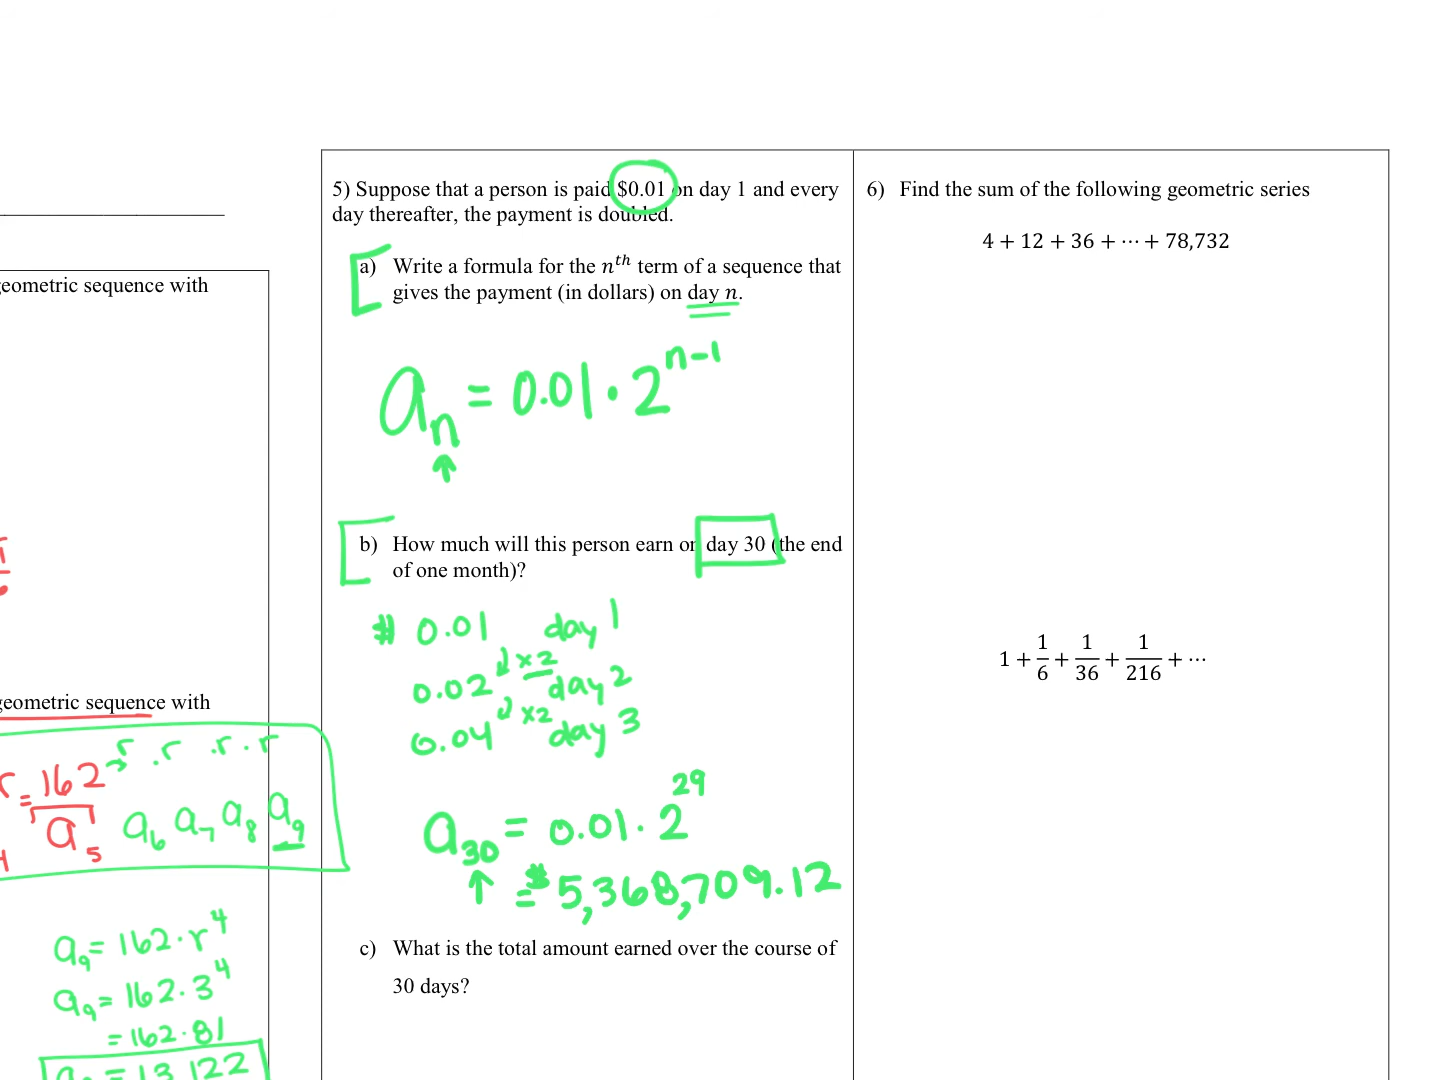 eometric sequence with
eometric sequence with
r = 162 r . r . r . r
a5 a6 a7 a8 a9
a9 = 162 · r^4
a9 = 162 . 3^4
= 162 · 81
= 13,122
5) Suppose that a person is paid $0.01 on day 1 and every
day thereafter, the payment is doubled.
a) Write a formula for the n^th term of a sequence that
gives the payment (in dollars) on day n.
an = 0.01 · 2^n-1
b) How much will this person earn on day 30 (the end
of one month)?
$ 0.01 day 1
x2
0.02 day 2
x2
0.04 day 3
a30 = 0.01 · 2^29
= $5,368,709.12
c) What is the total amount earned over the course of
30 days?
6) Find the sum of the following geometric series
4 + 12 + 36 + ⋯ + 78,732
1 + 1/6 + 1/36 + 1/216 + ⋯